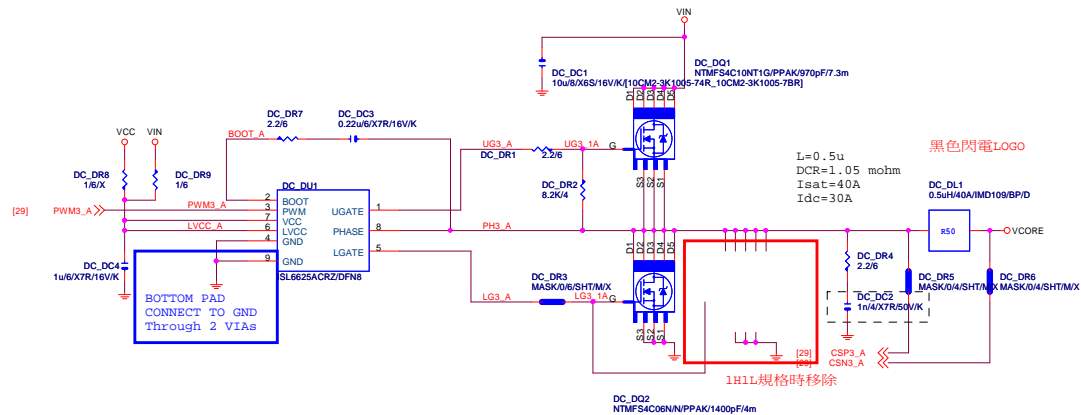 VIN
DC_DQ1
NTMFS4C10NT1G/PPAK/970pF/7.3m
DC_DC1
10u/8/X6S/16V/K/[10CM2-3K1005-74R_10CM2-3K1005-7BR]
D1 D2 D3 D4 D5
G
S3 S2 S1
DC_DR7
2.2/6
DC_DC3
0.22u/6/X7R/16V/K
BOOT_A
VCC
VIN
DC_DR8
1/6/X
DC_DR9
1/6
UG3_A
DC_DR1
2.2/6
UG3_1A
DC_DR2
8.2K/4
L=0.5u
DCR=1.05 mohm
Isat=40A
Idc=30A
黑色閃電LOGO
DC_DL1
0.5uH/40A/IMD109/BP/D
R50
VCORE
[29]
PWM3_A
PWM3_A
LVCC_A
DC_DU1
2 BOOT
3 PWM
7 VCC
6 LVCC
4 GND
9 GND
UGATE 1
PHASE 8
LGATE 5
SL6625ACRZ/DFN8
PH3_A
DC_DC4
1u/6/X7R/16V/K
BOTTOM PAD
CONNECT TO GND
Through 2 VIAs
DC_DR3
MASK/0/6/SHT/M/X
LG3_A
LG3_1A
D1 D2 D3 D4 D5
G
S3 S2 S1
DC_DQ2
NTMFS4C06N/N/PPAK/1400pF/4m
1H1L規格時移除
DC_DR4
2.2/6
DC_DC2
1n/4/X7R/50V/K
DC_DR5
MASK/0/4/SHT/M/X
DC_DR6
MASK/0/4/SHT/M/X
[29] CSP3_A
[29] CSN3_A